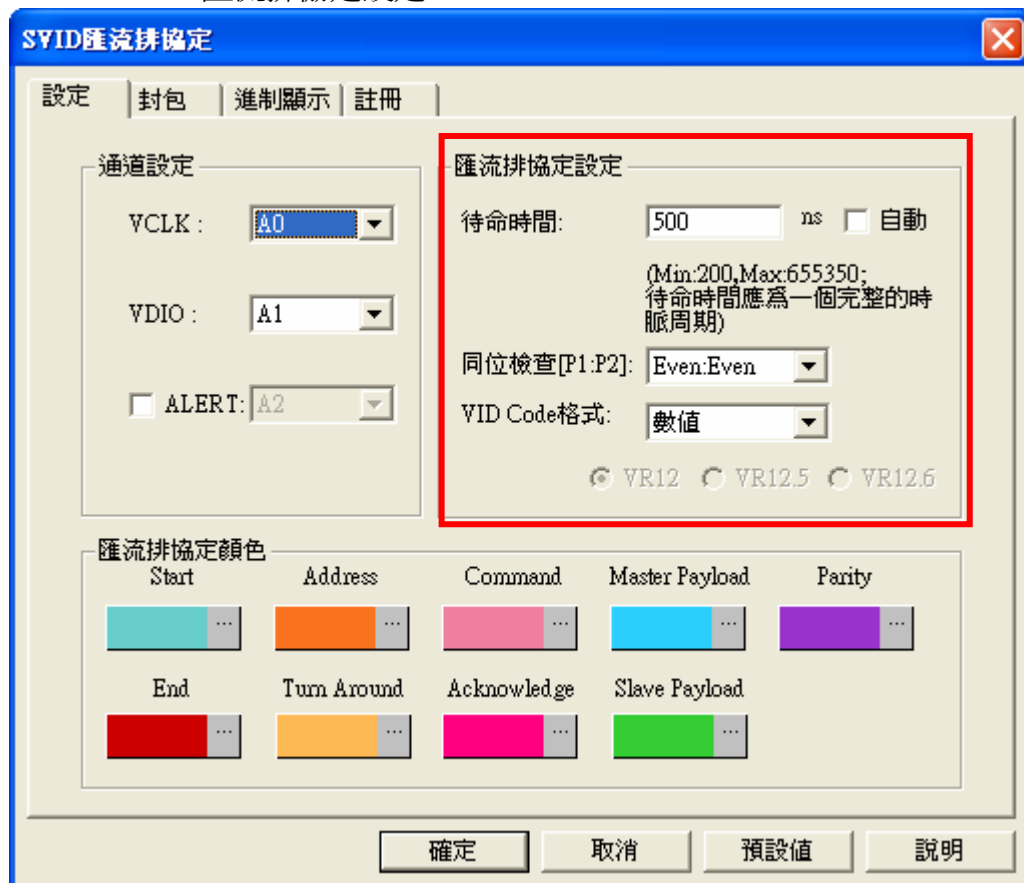 SVID匯流排協定
設定 封包 進制顯示 註冊
通道設定
VCLK : A0
VDIO : A1
ALERT: A2
匯流排協定設定
待命時間: 500 ns 自動
(Min:200,Max:655350;
待命時間應為一個完整的時
脈周期)
同位檢查[P1:P2]: Even:Even
VID Code格式: 數值
VR12 VR12.5 VR12.6
匯流排協定顏色
Start Address Command Master Payload Parity
... ... ... ... ...
End Turn Around Acknowledge Slave Payload
... ... ... ...
確定 取消 預設值 說明